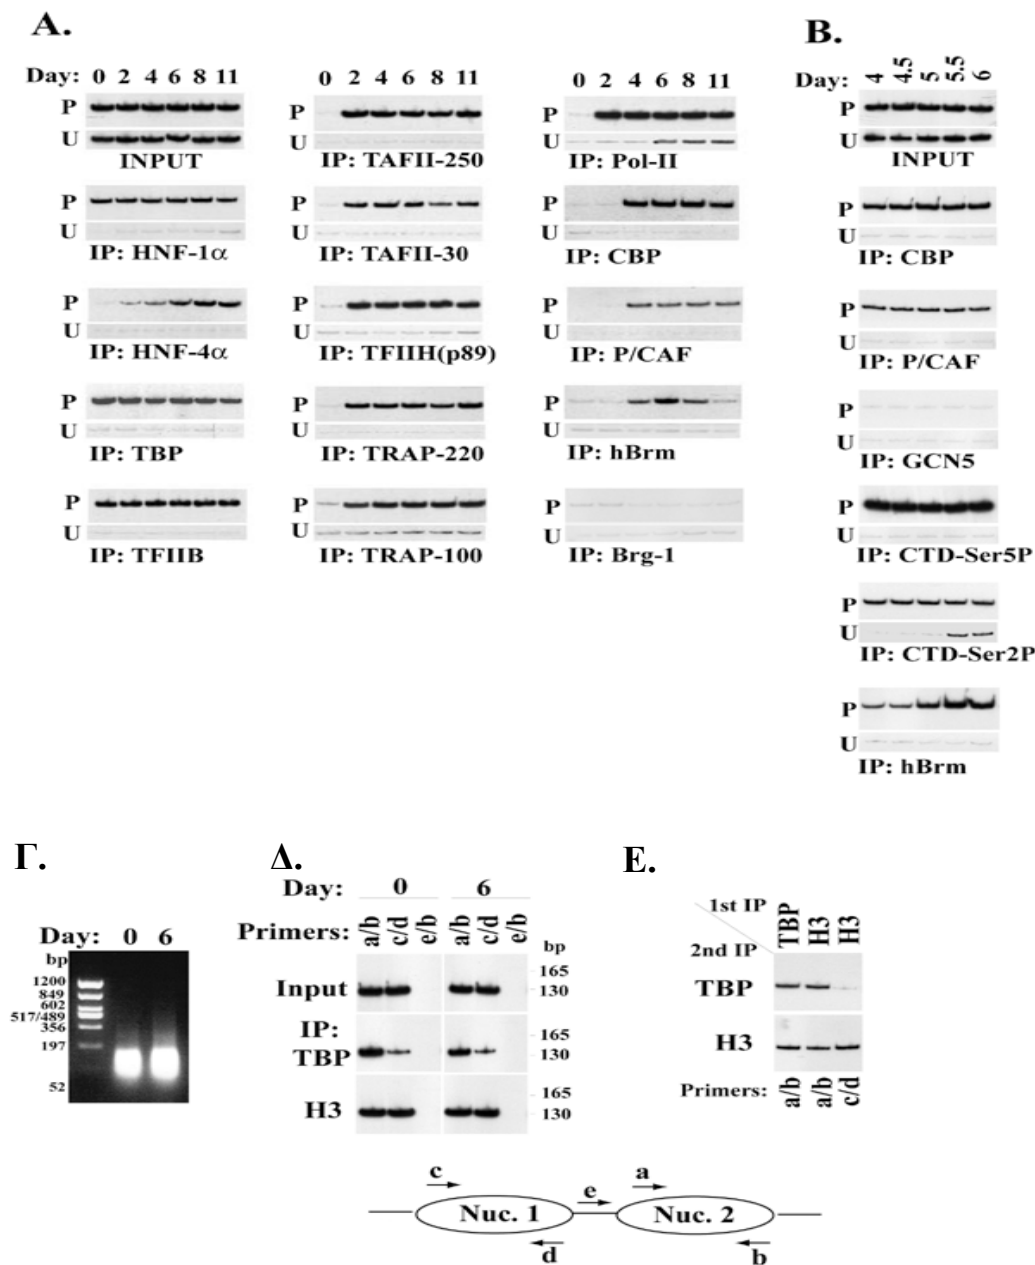 A.
Day: 0 2 4 6 8 11
P
U
INPUT
P
U
IP: HNF-1α
P
U
IP: HNF-4α
P
U
IP: TBP
P
U
IP: TFIIB
0 2 4 6 8 11
P
U
IP: TAFII-250
P
U
IP: TAFII-30
P
U
IP: TFIIH(p89)
P
U
IP: TRAP-220
P
U
IP: TRAP-100
0 2 4 6 8 11
P
U
IP: Pol-II
P
U
IP: CBP
P
U
IP: P/CAF
P
U
IP: hBrm
P
U
IP: Brg-1
B.
Day: 4 4.5 5 5.5 6
P
U
INPUT
P
U
IP: CBP
P
U
IP: P/CAF
P
U
IP: GCN5
P
U
IP: CTD-Ser5P
P
U
IP: CTD-Ser2P
P
U
IP: hBrm
Γ.
Day: 0 6
bp
1200
849
602
517/489
356
197
52
Δ.
Day: 0 6
Primers: a/b c/d e/b a/b c/d e/b
bp
Input
165
130
IP:
TBP
165
130
H3
165
130
E.
1st IP
TBP H3 H3
2nd IP
TBP
H3
Primers: a/b a/b c/d
c
a
e
Nuc. 1
Nuc. 2
d
b